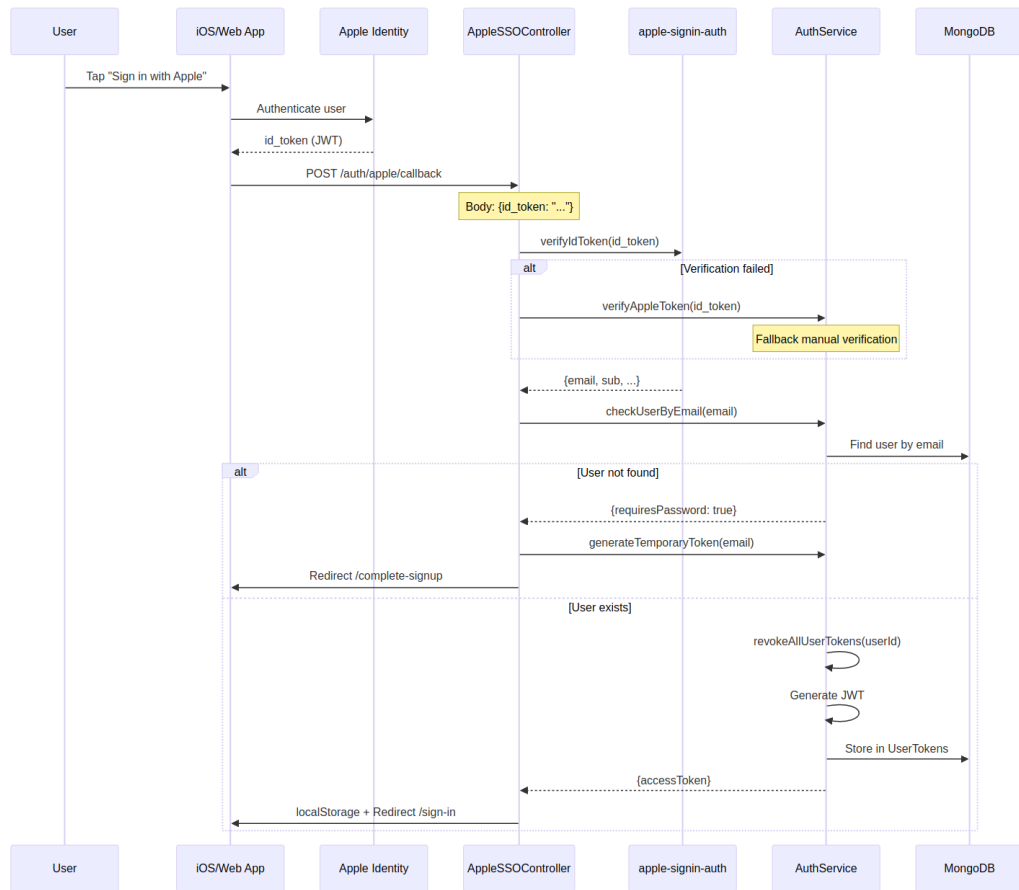 User
iOS/Web App
Apple Identity
AppleSSOController
apple-signin-auth
AuthService
MongoDB
Tap "Sign in with Apple"
Authenticate user
id_token (JWT)
POST /auth/apple/callback
Body: {id_token: "..."}
verifyIdToken(id_token)
alt
[Verification failed]
verifyAppleToken(id_token)
Fallback manual verification
{email, sub, ...}
checkUserByEmail(email)
Find user by email
alt
[User not found]
{requiresPassword: true}
generateTemporaryToken(email)
Redirect /complete-signup
[User exists]
revokeAllUserTokens(userId)
Generate JWT
Store in UserTokens
{accessToken}
localStorage + Redirect /sign-in
User
iOS/Web App
Apple Identity
AppleSSOController
apple-signin-auth
AuthService
MongoDB